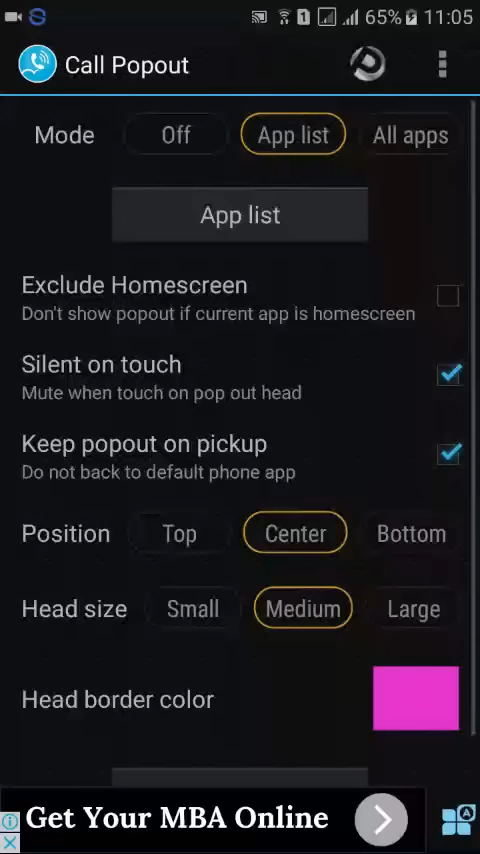 65% 11:05
Call Popout
Mode Off App list All apps
App list
Exclude Homescreen
Don't show popout if current app is homescreen
Silent on touch
Mute when touch on pop out head
Keep popout on pickup
Do not back to default phone app
Position Top Center Bottom
Head size Small Medium Large
Head border color
Get Your MBA Online